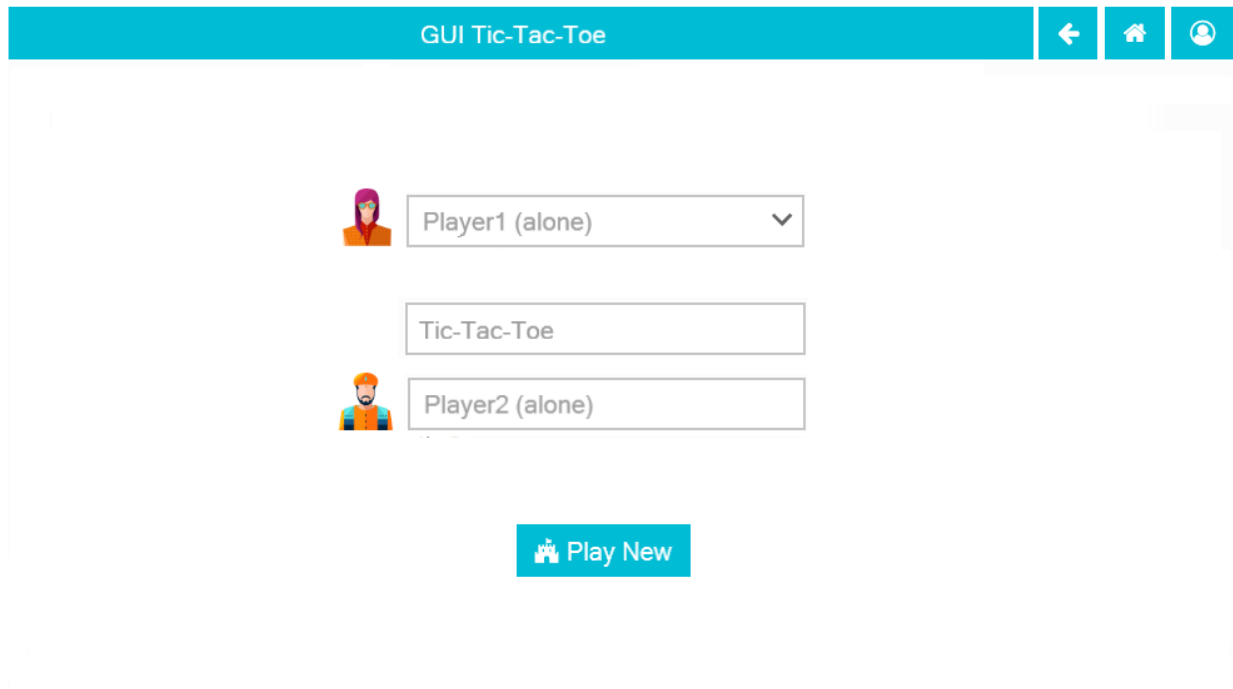 GUI Tic-Tac-Toe
Player1 (alone)
Tic-Tac-Toe
Player2 (alone)
Play New